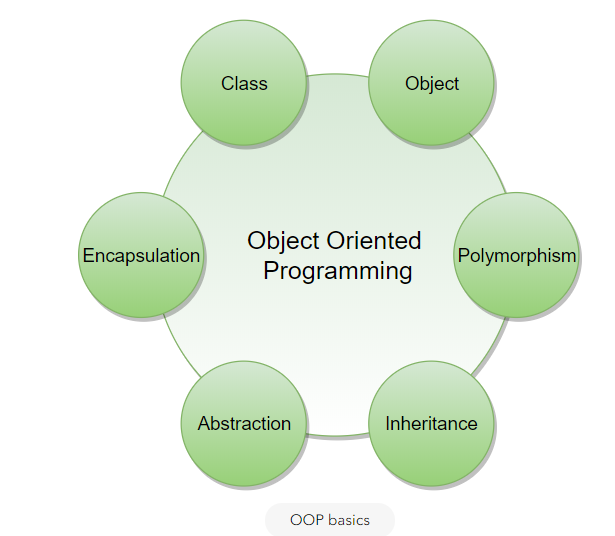 Class
Object
Encapsulation
Object Oriented
Programming
Polymorphism
Abstraction
Inheritance
OOP basics